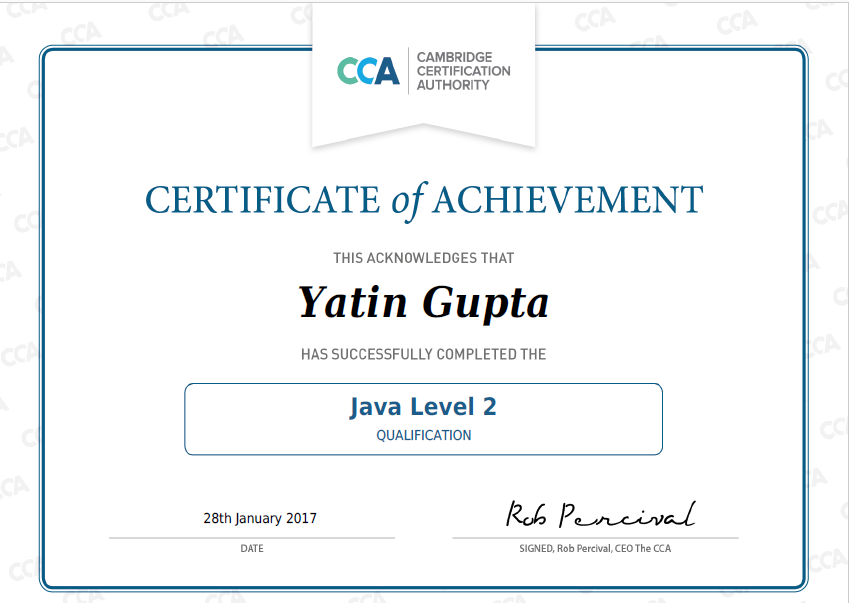 CCA
CAMBRIDGE
CERTIFICATION
AUTHORITY
CERTIFICATE of ACHIEVEMENT
THIS ACKNOWLEDGES THAT
Yatin Gupta
HAS SUCCESSFULLY COMPLETED THE
Java Level 2
QUALIFICATION
28th January 2017
Rob Percival
DATE
SIGNED, Rob Percival, CEO The CCA